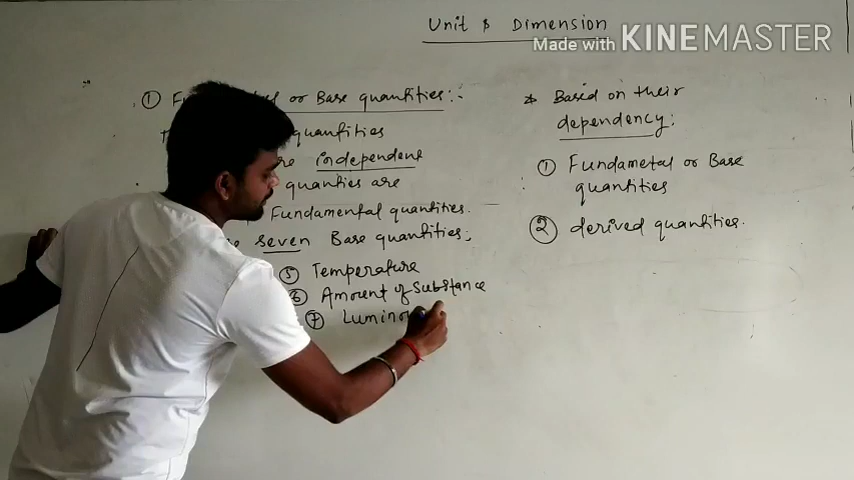 Unit & Dimension
Made with KINEMASTER
① or Base quantities:-
quantities
independent
quanties are
Fundamental quantities.
seven Base quantities;
⑤ Temperature
⑥ Amount of Substance
⑦ Lumino
* Based on their
dependency:
① Fundametal or Base
quantities
② derived quantities.